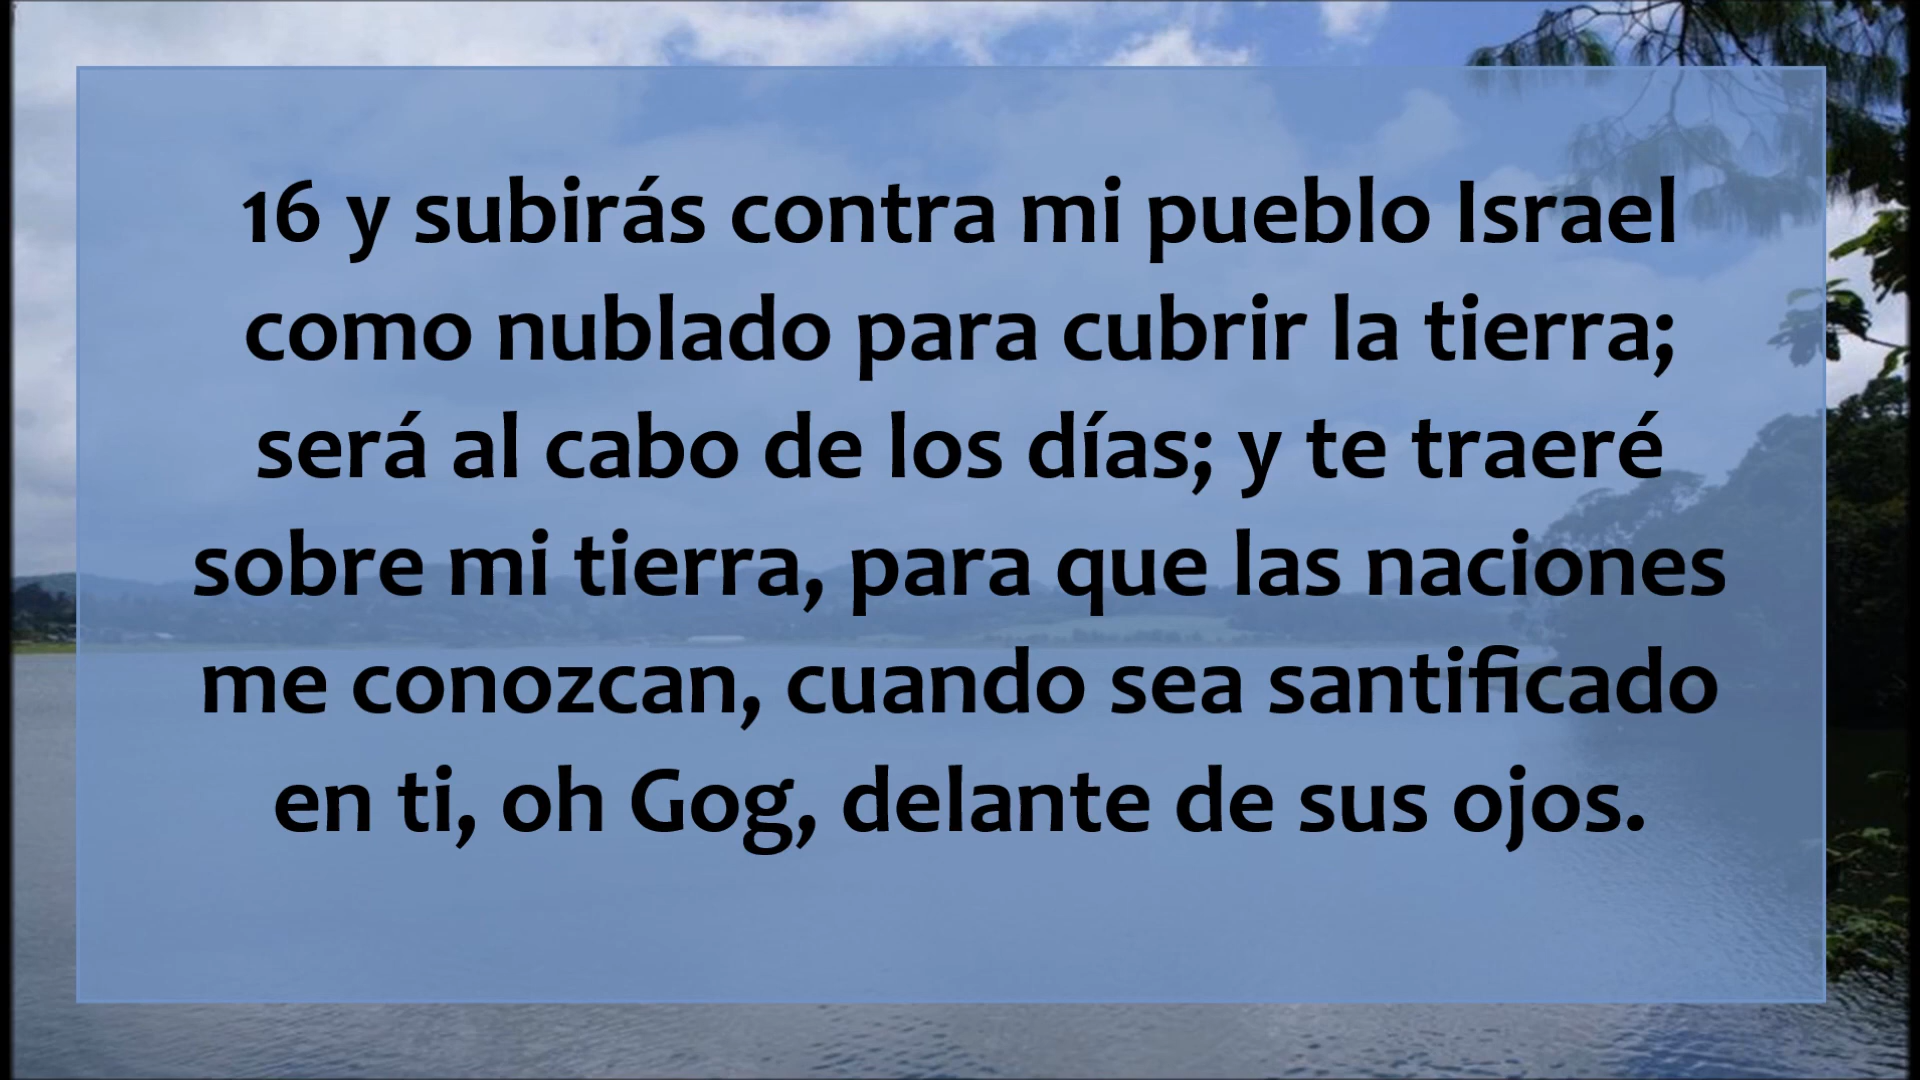 16 y subirás contra mi pueblo Israel
como nublado para cubrir la tierra;
será al cabo de los días; y te traeré
sobre mi tierra, para que las naciones
me conozcan, cuando sea santificado
en ti, oh Gog, delante de sus ojos.